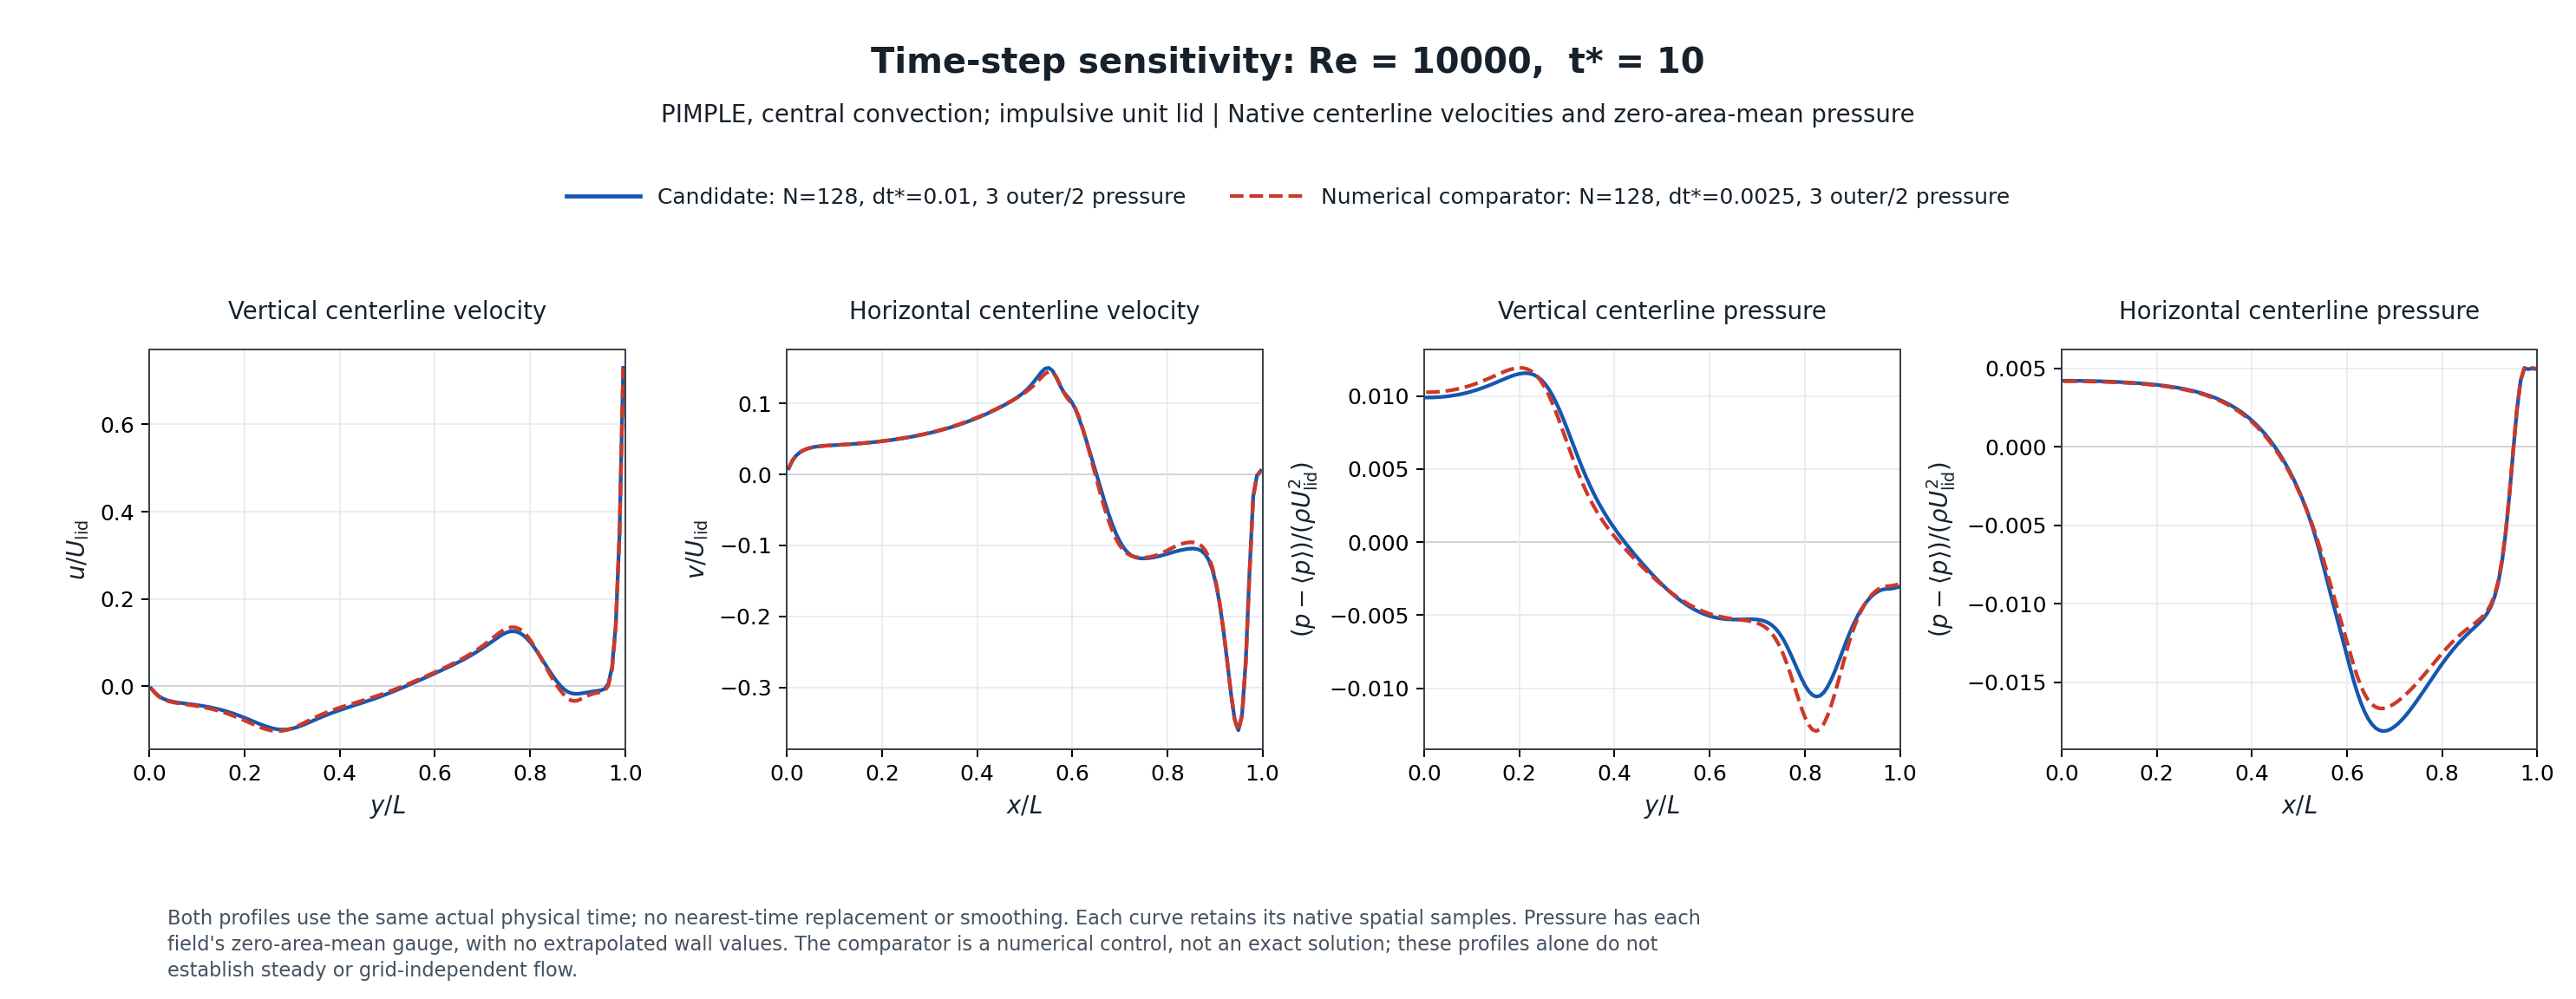 Time-step sensitivity: Re = 10000,  t* = 10
PIMPLE, central convection; impulsive unit lid | Native centerline velocities and zero-area-mean pressure
Candidate: N=128, dt*=0.01, 3 outer/2 pressure
Numerical comparator: N=128, dt*=0.0025, 3 outer/2 pressure
Vertical centerline velocity
u/U_lid
0.6
0.4
0.2
0.0
0.0 0.2 0.4 0.6 0.8 1.0
y/L
Horizontal centerline velocity
v/U_lid
0.1
0.0
−0.1
−0.2
−0.3
0.0 0.2 0.4 0.6 0.8 1.0
x/L
Vertical centerline pressure
(p − ⟨p⟩)/(ρU²_lid)
0.010
0.005
0.000
−0.005
−0.010
0.0 0.2 0.4 0.6 0.8 1.0
y/L
Horizontal centerline pressure
(p − ⟨p⟩)/(ρU²_lid)
0.005
0.000
−0.005
−0.010
−0.015
0.0 0.2 0.4 0.6 0.8 1.0
x/L
Both profiles use the same actual physical time; no nearest-time replacement or smoothing. Each curve retains its native spatial samples. Pressure has each
field's zero-area-mean gauge, with no extrapolated wall values. The comparator is a numerical control, not an exact solution; these profiles alone do not
establish steady or grid-independent flow.